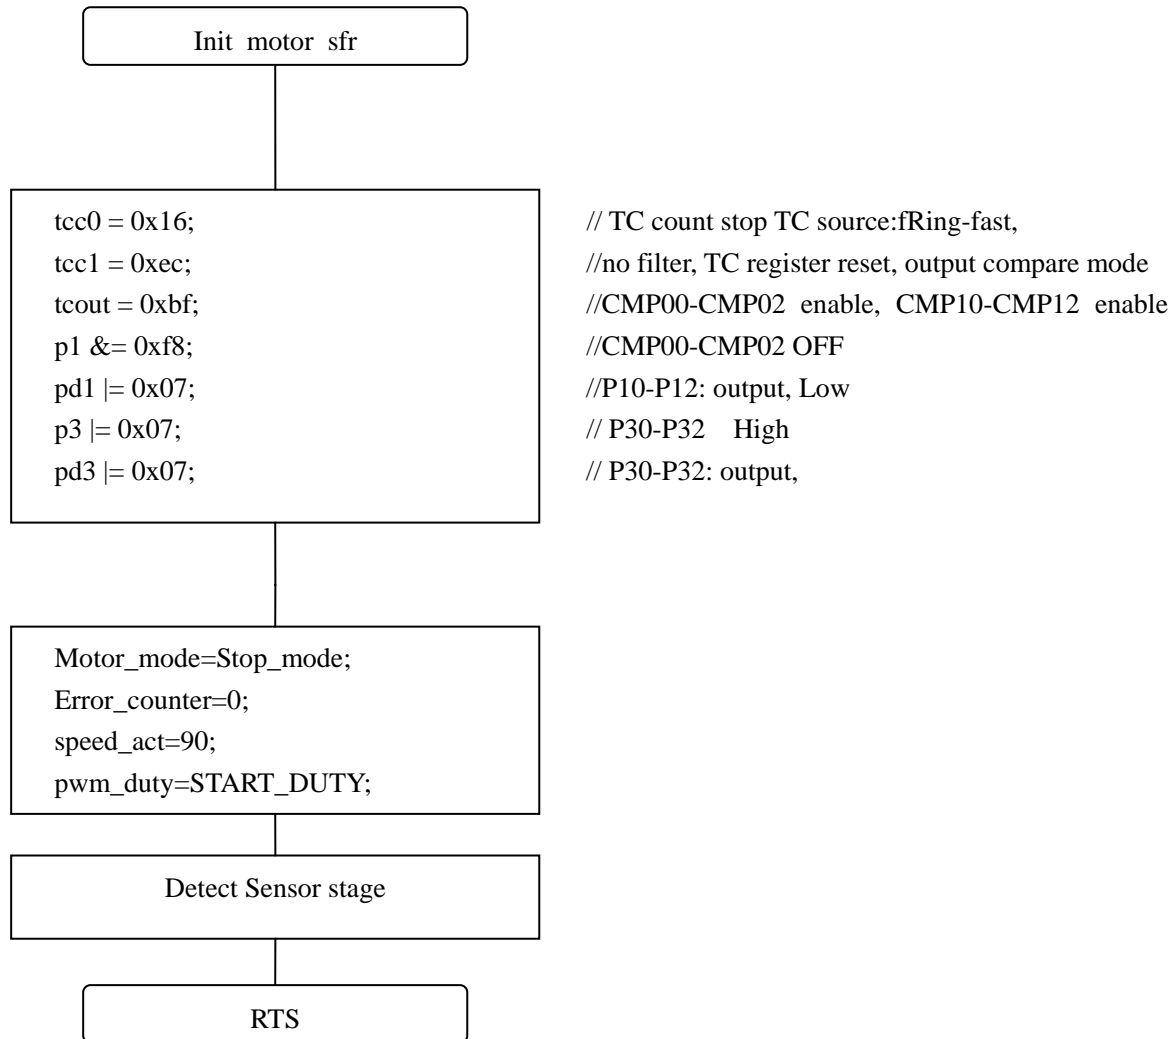 Init motor sfr
tcc0 = 0x16; // TC count stop TC source:fRing-fast,
tcc1 = 0xec; //no filter, TC register reset, output compare mode
tcout = 0xbf; //CMP00-CMP02 enable, CMP10-CMP12 enable
p1 &= 0xf8; //CMP00-CMP02 OFF
pd1 |= 0x07; //P10-P12: output, Low
p3 |= 0x07; // P30-P32 High
pd3 |= 0x07; // P30-P32: output,
Motor_mode=Stop_mode;
Error_counter=0;
speed_act=90;
pwm_duty=START_DUTY;
Detect Sensor stage
RTS